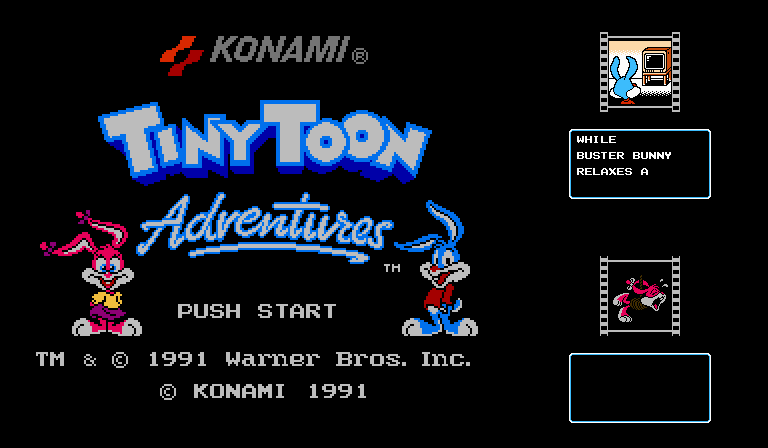 KONAMI®
TINY TOON
Adventures
TM
PUSH START
TM & © 1991 Warner Bros. Inc.
© KONAMI 1991
WHILE
BUSTER BUNNY
RELAXES A